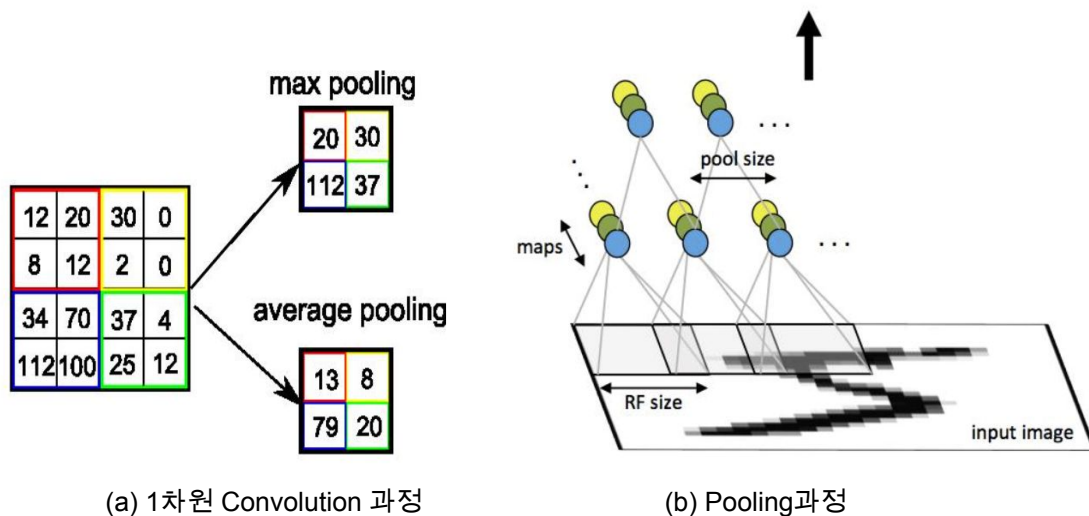 max pooling
20 30
112 37
12 20 30 0
8 12 2 0
34 70 37 4
112 100 25 12
average pooling
13 8
79 20
pool size
maps
RF size
input image
(a) 1차원 Convolution 과정
(b) Pooling과정